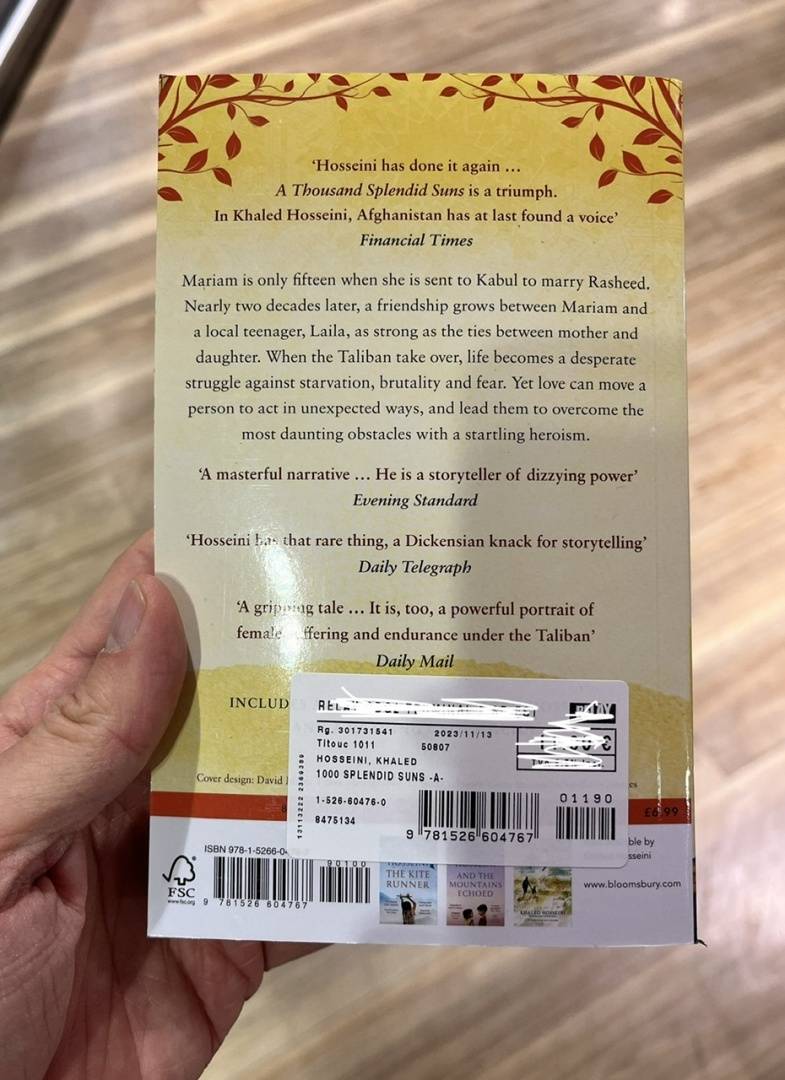 ‘Hosseini has done it again ...
A Thousand Splendid Suns is a triumph.
In Khaled Hosseini, Afghanistan has at last found a voice’
Financial Times
Mariam is only fifteen when she is sent to Kabul to marry Rasheed.
Nearly two decades later, a friendship grows between Mariam and
a local teenager, Laila, as strong as the ties between mother and
daughter. When the Taliban take over, life becomes a desperate
struggle against starvation, brutality and fear. Yet love can move a
person to act in unexpected ways, and lead them to overcome the
most daunting obstacles with a startling heroism.
‘A masterful narrative ... He is a storyteller of dizzying power’
Evening Standard
‘Hosseini has that rare thing, a Dickensian knack for storytelling’
Daily Telegraph
‘A gripping tale ... It is, too, a powerful portrait of
female suffering and endurance under the Taliban’
Daily Mail
INCLUD
Rg. 301731541 2023/11/13
Titouc 1011 50807
HOSSEINI, KHALED
1000 SPLENDID SUNS -A-
1-526-60476-0
8475134
01190
9 781526 604767
Cover design: David
£6.99
ISBN 978-1-5266-0
90100
9 781526 604767
FSC
www.fsc.org
HOSSEINI
THE KITE
RUNNER
AND THE
MOUNTAINS
ECHOED
KHALED HOSSEINI
ble by
sseini
www.bloomsbury.com